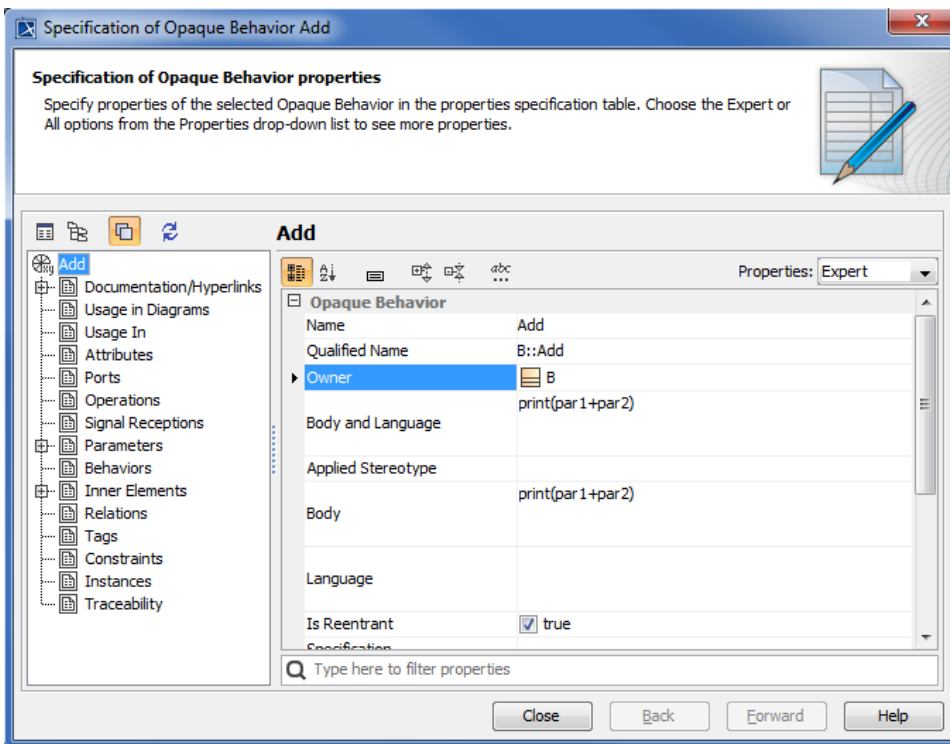 Specification of Opaque Behavior Add
Specification of Opaque Behavior properties
Specify properties of the selected Opaque Behavior in the properties specification table. Choose the Expert or
All options from the Properties drop-down list to see more properties.
Add
Documentation/Hyperlinks
Usage in Diagrams
Usage In
Attributes
Ports
Operations
Signal Receptions
Parameters
Behaviors
Inner Elements
Relations
Tags
Constraints
Instances
Traceability
Add
Properties: Expert
Opaque Behavior
Name Add
Qualified Name B::Add
Owner B
Body and Language print(par1+par2)
Applied Stereotype
Body print(par1+par2)
Language
Is Reentrant true
Specification
Type here to filter properties
Close Back Forward Help